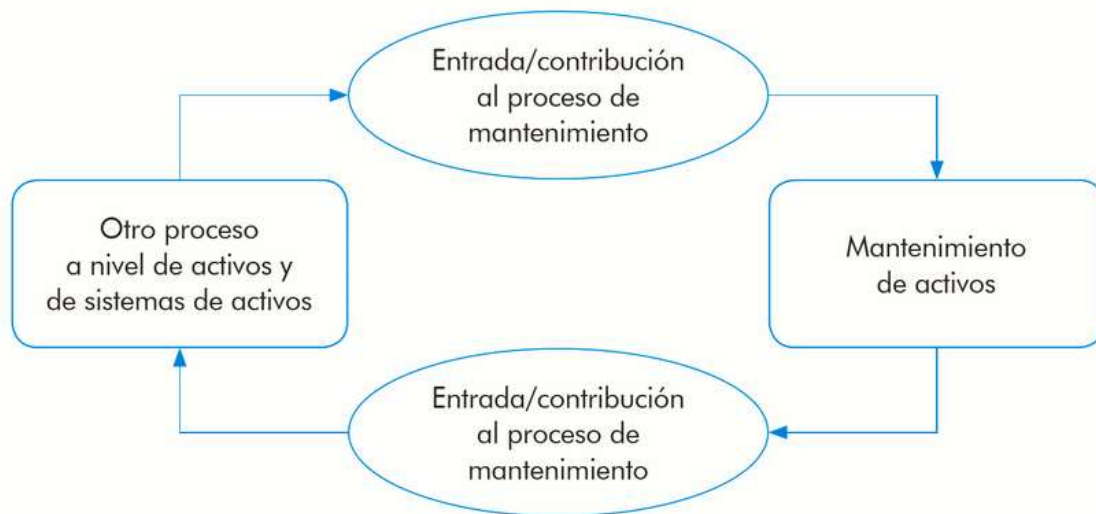 Entrada/contribución
al proceso de
mantenimiento
Otro proceso
a nivel de activos y
de sistemas de activos
Mantenimiento
de activos
Entrada/contribución
al proceso de
mantenimiento